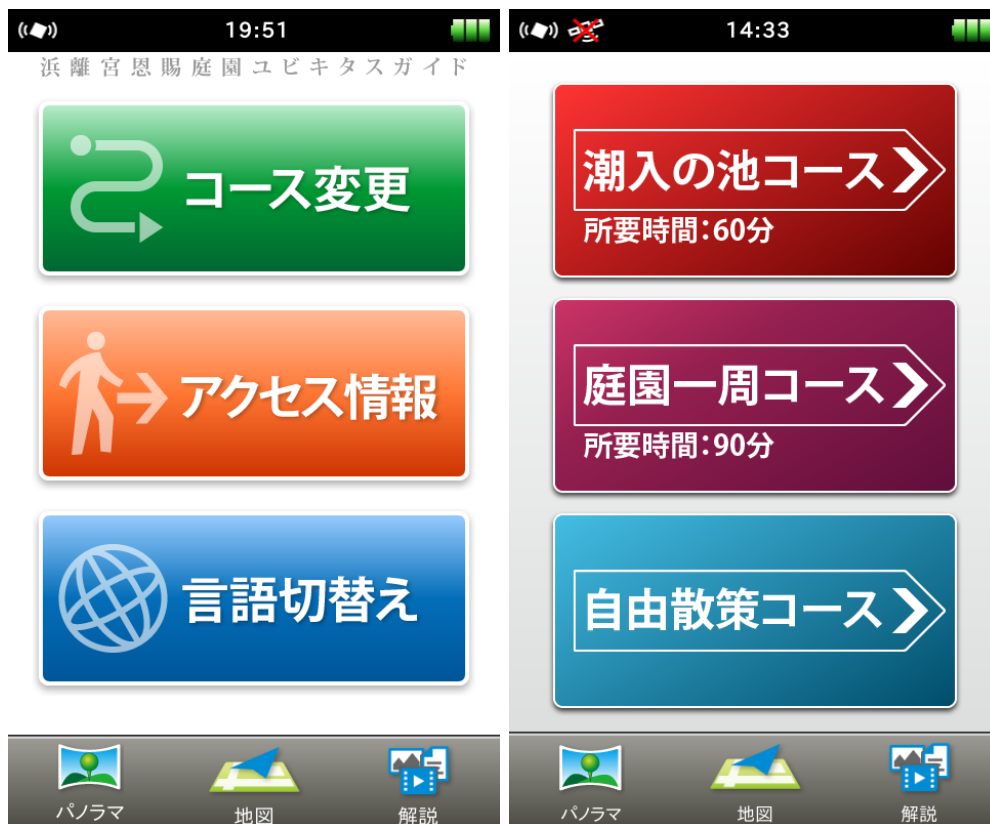 19:51
浜離宮恩賜庭園ユビキタスガイド
コース変更
アクセス情報
言語切替え
パノラマ
地図
解説
14:33
潮入の池コース
所要時間:60分
庭園一周コース
所要時間:90分
自由散策コース
パノラマ
地図
解説